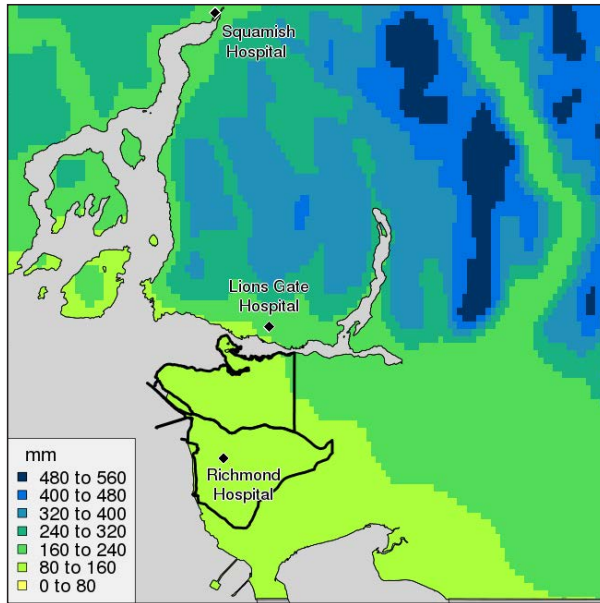 Squamish
Hospital
Lions Gate
Hospital
Richmond
Hospital
mm
480 to 560
400 to 480
320 to 400
240 to 320
160 to 240
80 to 160
0 to 80